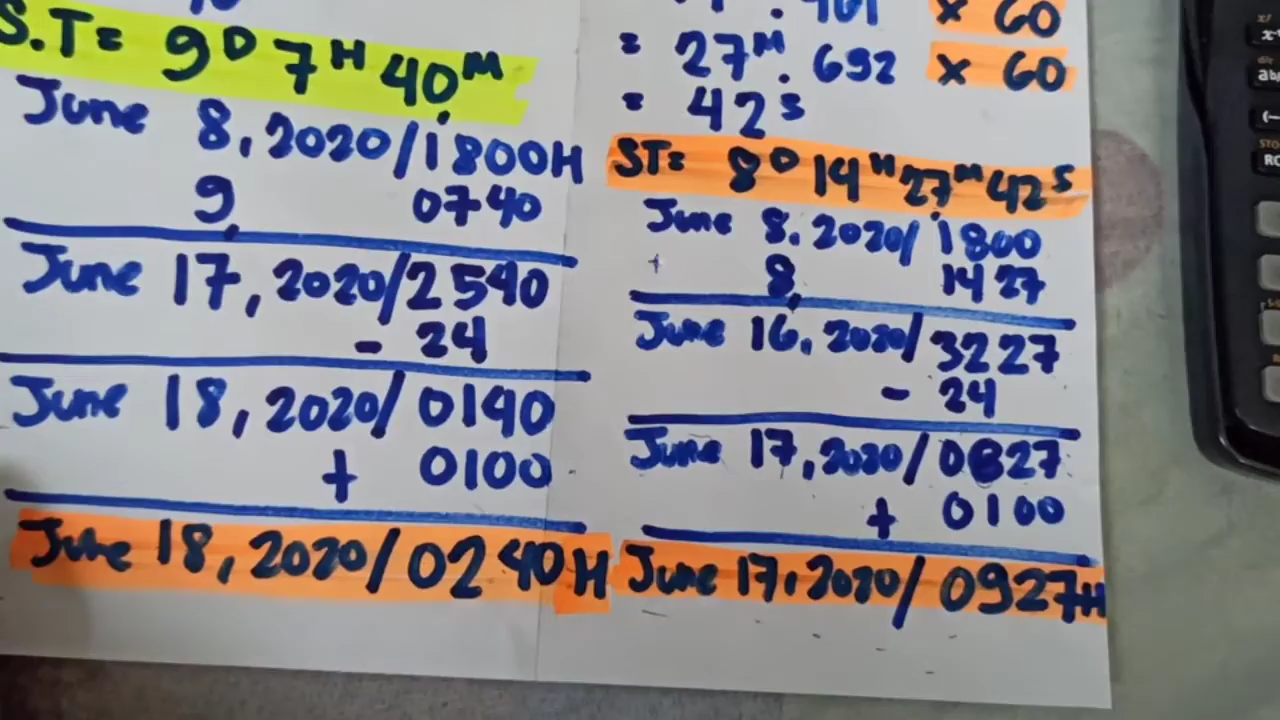 S.T= 9D 7H 40M
June 8, 2020/1800H
9, 0740
June 17, 2020/2540
- 24
June 18, 2020/0140
+ 0100
June 18, 2020/0240H
x 60
= 27M.692 x 60
= 42S
ST= 8D 14H 27M 42S
June 8, 2020/1800
+ 8, 1427
June 16, 2020/3227
- 24
June 17, 2020/0827
+ 0100
June 17, 2020/0927H